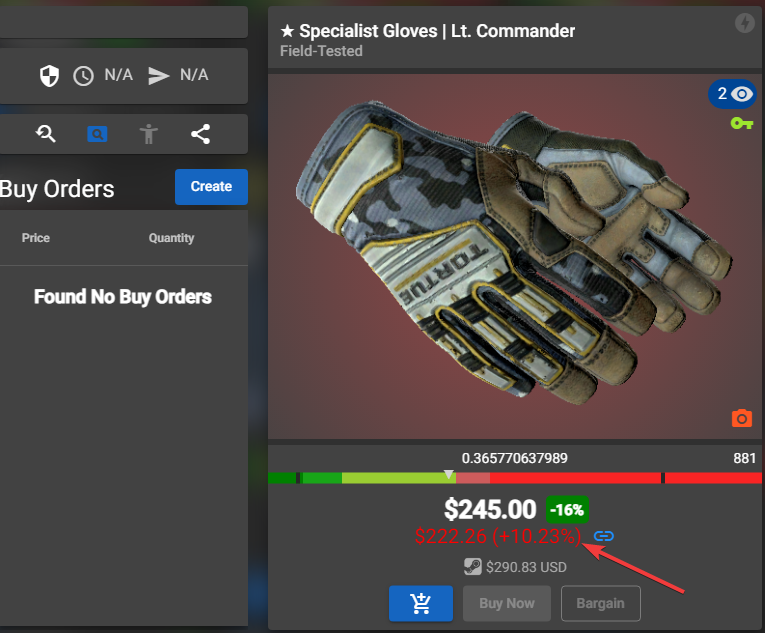 ★ Specialist Gloves | Lt. Commander
Field-Tested
N/A
N/A
2
Buy Orders
Create
Price
Quantity
Found No Buy Orders
TORTUE
0.365770637989
881
$245.00
-16%
$222.26 (+10.23%)
$290.83 USD
Buy Now
Bargain